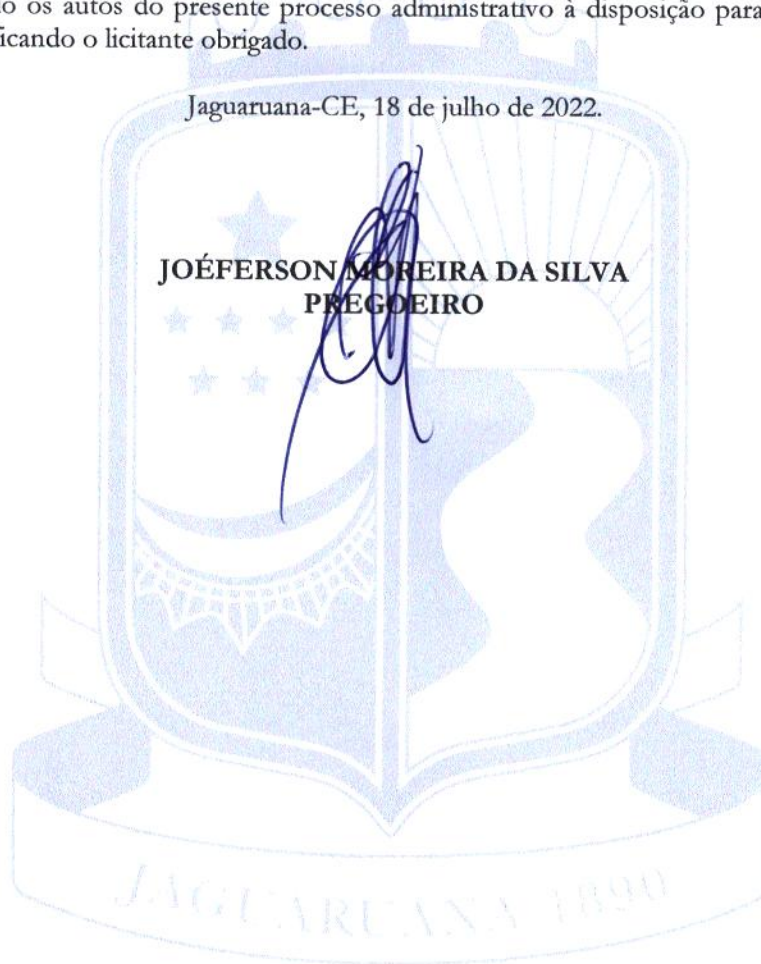 o os autos do presente processo administrativo à disposição para
icando o licitante obrigado.
Jaguaruana-CE, 18 de julho de 2022.
JOÉFERSON MOREIRA DA SILVA
PREGOEIRO
JAGUARUANA 1890